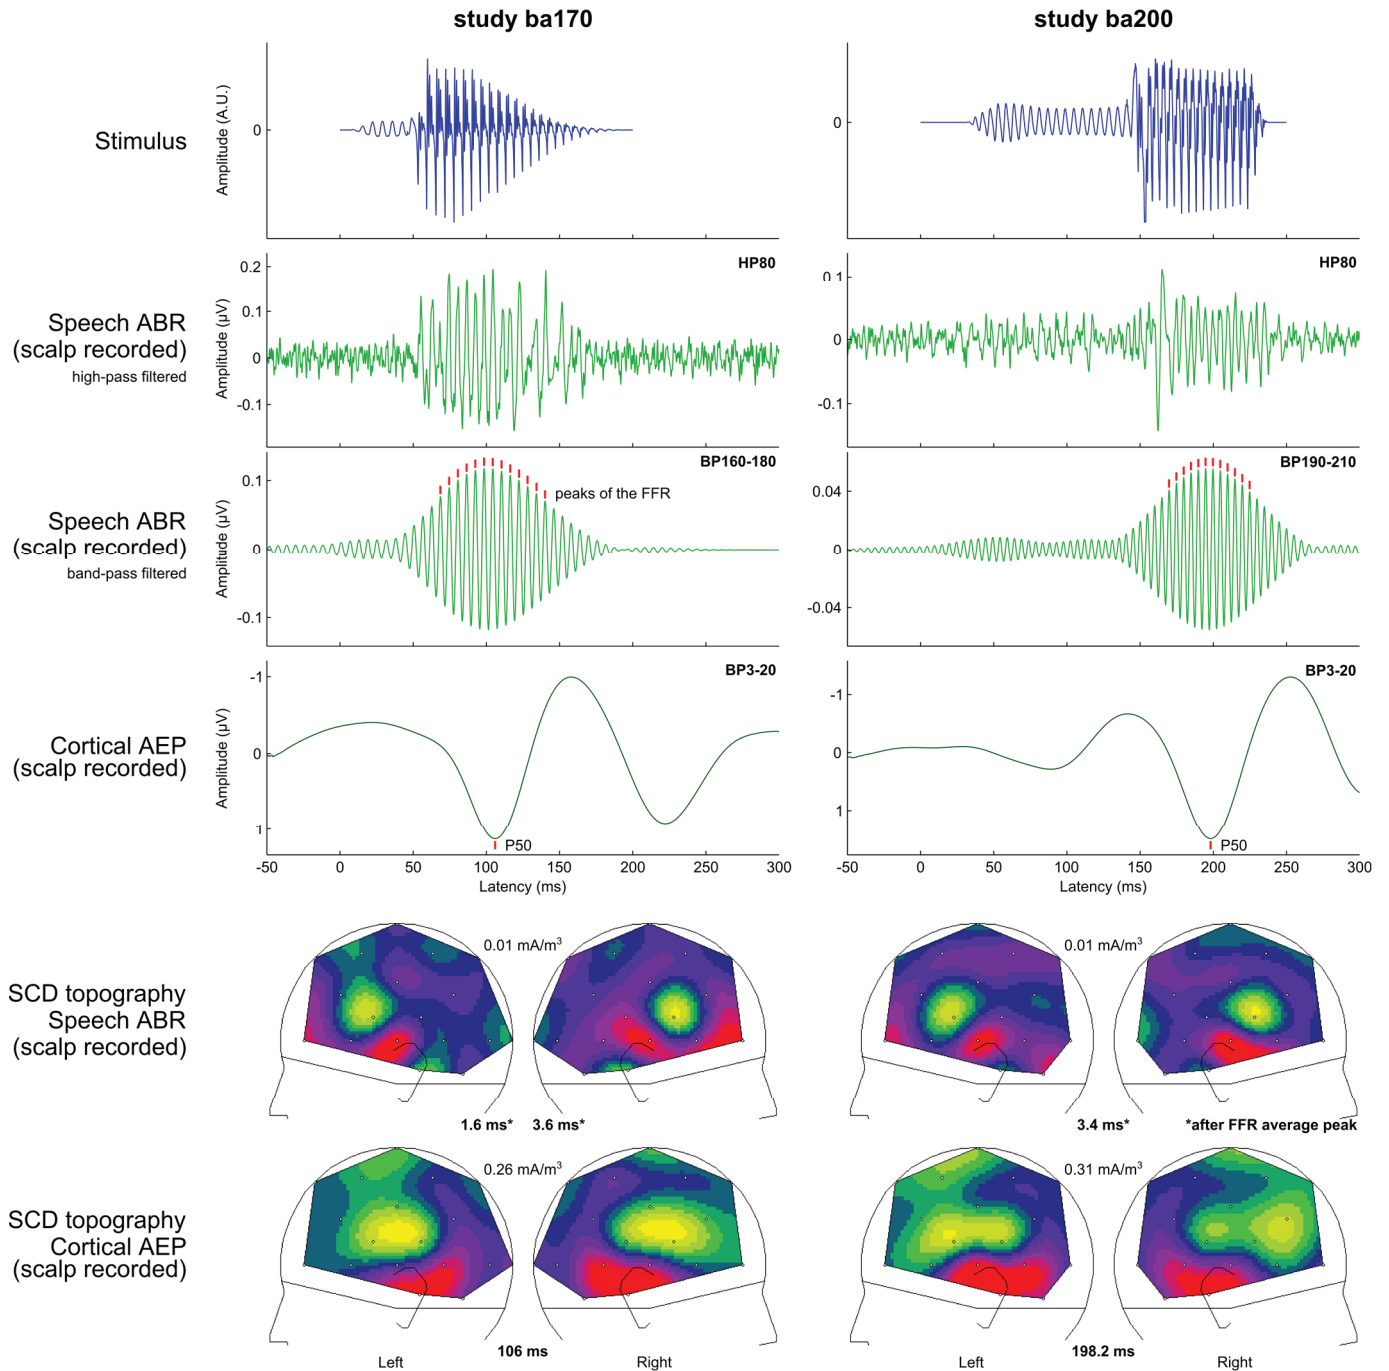 study ba170
study ba200
Stimulus
Amplitude (A.U.)
0
0
Speech ABR
(scalp recorded)
high-pass filtered
Amplitude (µV)
HP80
0.2
0.1
0
-0.1
HP80
0.1
0
-0.1
Speech ABR
(scalp recorded)
band-pass filtered
Amplitude (µV)
BP160-180
0.1
0
-0.1
peaks of the FFR
BP190-210
0.04
0
-0.04
Cortical AEP
(scalp recorded)
Amplitude (µV)
BP3-20
-1
0
1
P50
-50 0 50 100 150 200 250 300
Latency (ms)
BP3-20
-1
0
1
P50
-50 0 50 100 150 200 250 300
Latency (ms)
SCD topography
Speech ABR
(scalp recorded)
0.01 mA/m³
0.01 mA/m³
1.6 ms* 3.6 ms*
3.4 ms*
*after FFR average peak
SCD topography
Cortical AEP
(scalp recorded)
0.26 mA/m³
0.31 mA/m³
106 ms
198.2 ms
Left
Right
Left
Right